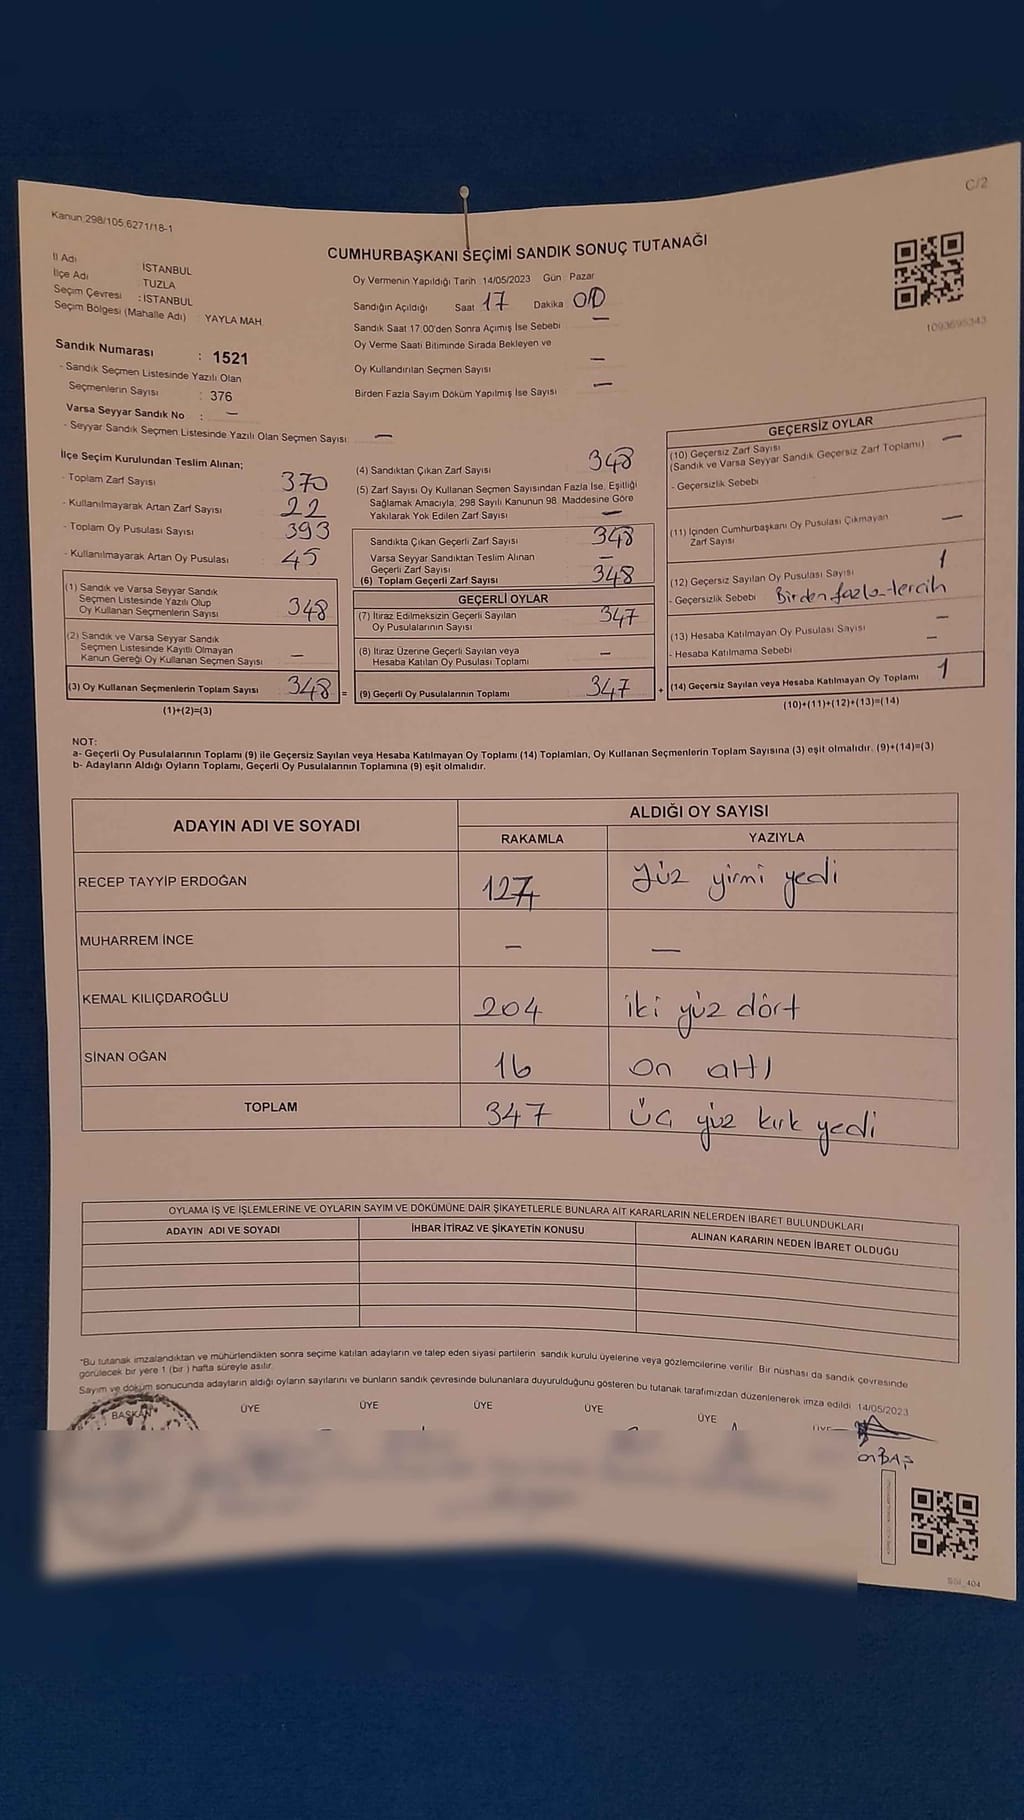 C/2
Kanun:298/105,6271/18-1
CUMHURBAŞKANI SEÇİMİ SANDIK SONUÇ TUTANAĞI
İl Adı İSTANBUL
İlçe Adı TUZLA
Seçim Çevresi : İSTANBUL
Seçim Bölgesi (Mahalle Adı) YAYLA MAH
Sandık Numarası : 1521
- Sandık Seçmen Listesinde Yazılı Olan
Seçmenlerin Sayısı : 376
Varsa Seyyar Sandık No : —
- Seyyar Sandık Seçmen Listesinde Yazılı Olan Seçmen Sayısı —
Oy Vermenin Yapıldığı Tarih 14/05/2023 Gün Pazar
Sandığın Açıldığı Saat 17 Dakika 00
Sandık Saat 17:00'den Sonra Açımış İse Sebebi —
Oy Verme Saati Bitiminde Sırada Bekleyen ve
Oy Kullandırılan Seçmen Sayısı —
Birden Fazla Sayım Döküm Yapılmış İse Sayısı —
1093695343
İlçe Seçim Kurulundan Teslim Alınan;
- Toplam Zarf Sayısı 370
- Kullanılmayarak Artan Zarf Sayısı 22
- Toplam Oy Pusulası Sayısı 393
- Kullanılmayarak Artan Oy Pusulası 45
(1) Sandık ve Varsa Seyyar Sandık
Seçmen Listesinde Yazılı Olup
Oy Kullanan Seçmenlerin Sayısı 348
(2) Sandık ve Varsa Seyyar Sandık
Seçmen Listesinde Kayıtlı Olmayan
Kanun Gereği Oy Kullanan Seçmen Sayısı —
(3) Oy Kullanan Seçmenlerin Toplam Sayısı 348 =
(1)+(2)=(3)
(4) Sandıktan Çıkan Zarf Sayısı 348
(5) Zarf Sayısı Oy Kullanan Seçmen Sayısından Fazla İse, Eşitliği
Sağlamak Amacıyla, 298 Sayılı Kanunun 98. Maddesine Göre
Yakılarak Yok Edilen Zarf Sayısı —
Sandıkta Çıkan Geçerli Zarf Sayısı 348
Varsa Seyyar Sandıktan Teslim Alınan
Geçerli Zarf Sayısı —
(6) Toplam Geçerli Zarf Sayısı 348
GEÇERLİ OYLAR
(7) İtiraz Edilmeksizin Geçerli Sayılan
Oy Pusulalarının Sayısı 347
(8) İtiraz Üzerine Geçerli Sayılan veya
Hesaba Katılan Oy Pusulaları Toplamı —
(9) Geçerli Oy Pusulalarının Toplamı 347 +
GEÇERSİZ OYLAR
(10) Geçersiz Zarf Sayısı —
(Sandık ve Varsa Seyyar Sandık Geçersiz Zarf Toplamı)
- Geçersizlik Sebebi
(11) İçinden Cumhurbaşkanı Oy Pusulası Çıkmayan
Zarf Sayısı —
(12) Geçersiz Sayılan Oy Pusulası Sayısı 1
- Geçersizlik Sebebi Birden fazla tercih
(13) Hesaba Katılmayan Oy Pusulası Sayısı —
- Hesaba Katılmama Sebebi —
(14) Geçersiz Sayılan veya Hesaba Katılmayan Oy Toplamı 1
(10)+(11)+(12)+(13)=(14)
NOT:
a- Geçerli Oy Pusulalarının Toplamı (9) ile Geçersiz Sayılan veya Hesaba Katılmayan Oy Toplamı (14) Toplamları, Oy Kullanan Seçmenlerin Toplam Sayısına (3) eşit olmalıdır. (9)+(14)=(3)
b- Adayların Aldığı Oyların Toplamı, Geçerli Oy Pusulalarının Toplamına (9) eşit olmalıdır.
ADAYIN ADI VE SOYADI ALDIĞI OY SAYISI
RAKAMLA YAZIYLA
RECEP TAYYİP ERDOĞAN 127 yüz yirmi yedi
MUHARREM İNCE — —
KEMAL KILIÇDAROĞLU 204 iki yüz dört
SİNAN OĞAN 16 on altı
TOPLAM 347 üç yüz kırk yedi
OYLAMA İŞ VE İŞLEMLERİNE VE OYLARIN SAYIM VE DÖKÜMÜNE DAİR ŞİKAYETLERLE BUNLARA AİT KARARLARIN NELERDEN İBARET BULUNDUKLARI
ADAYIN ADI VE SOYADI İHBAR İTİRAZ VE ŞİKAYETİN KONUSU ALINAN KARARIN NEDEN İBARET OLDUĞU
*Bu tutanak imzalandıktan ve mühürlendikten sonra seçime katılan adayların ve talep eden siyasi partilerin sandık kurulu üyelerine veya gözlemcilerine verilir. Bir nüshası da sandık çevresinde
görülecek bir yere 1 (bir ) hafta süreyle asılır.
Sayım ve döküm sonucunda adayların aldığı oyların sayılarını ve bunların sandık çevresinde bulunanlara duyurulduğunu gösteren bu tutanak tarafımızdan düzenlenerek imza edildi. 14/05/2023
BAŞKAN ÜYE ÜYE ÜYE ÜYE ÜYE